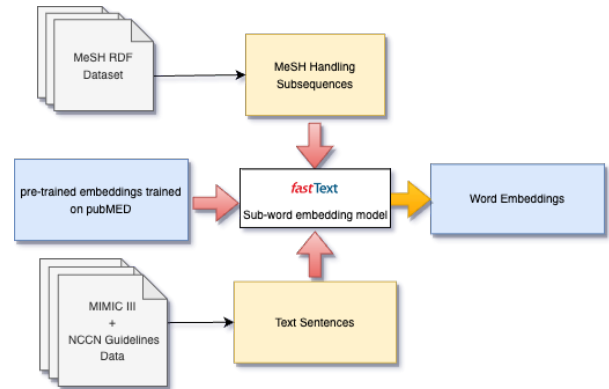 MeSH RDF
Dataset
MeSH Handling
Subsequences
pre-trained embeddings trained
on pubMED
fastText
Sub-word embedding model
Word Embeddings
MIMIC III
+
NCCN Guidelines
Data
Text Sentences